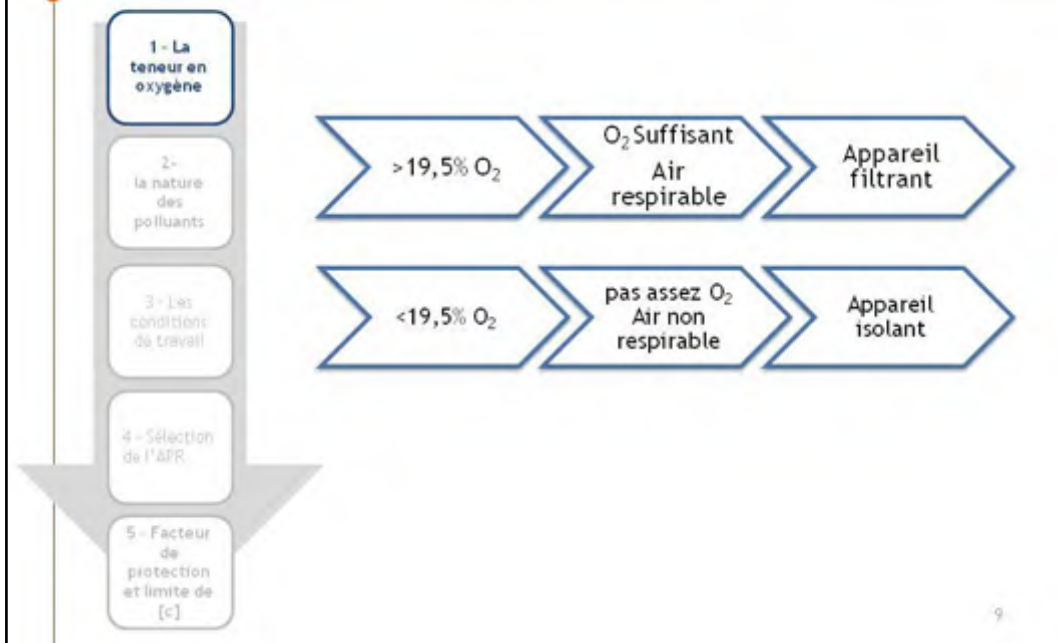 1 - La
teneur en
oxygène
2-
la nature
des
polluants
3 - Les
conditions
de travail
4 - Sélection
de l'APR
5 - Facteur
de
protection
et limite de
[c]
>19,5% O₂
O₂ Suffisant
Air
respirable
Appareil
filtrant
<19,5% O₂
pas assez O₂
Air non
respirable
Appareil
isolant
9